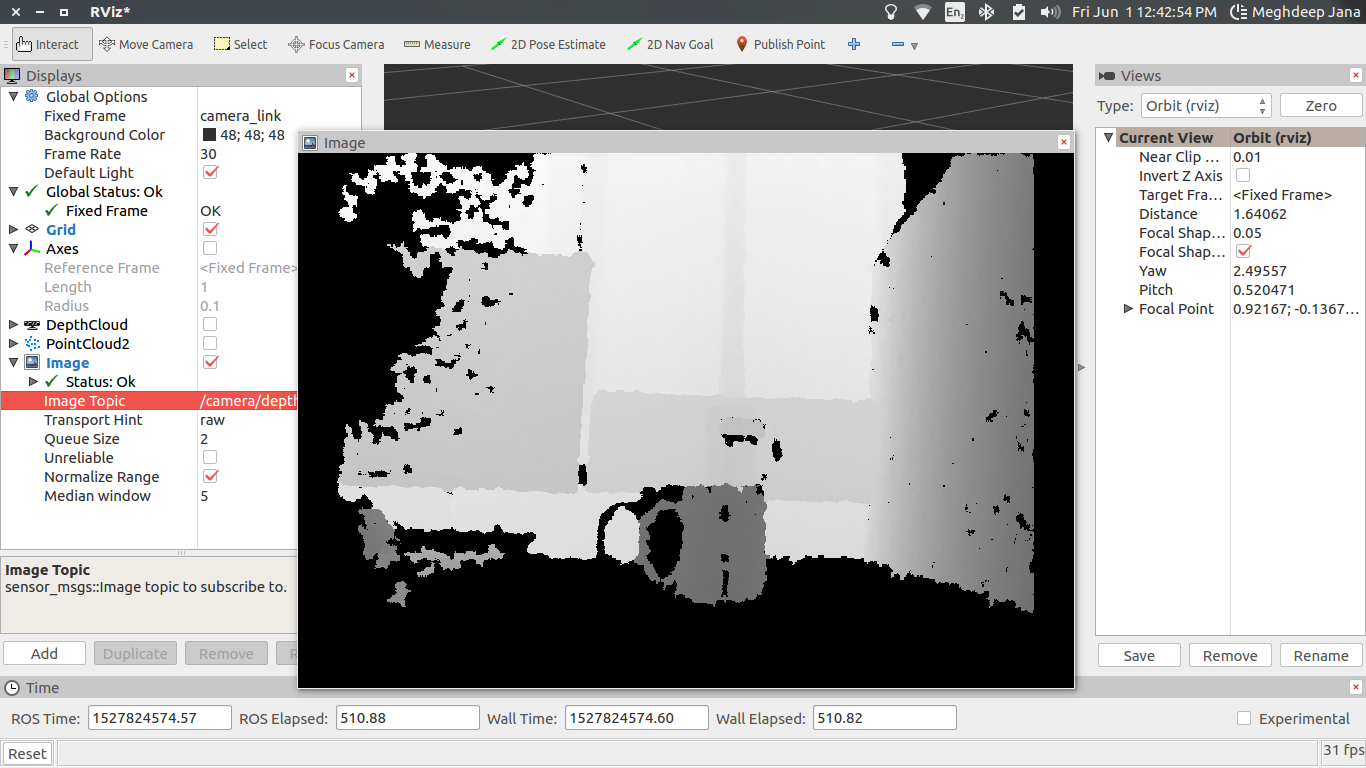 RViz*
En2
Fri Jun 1 12:42:54 PM
Meghdeep Jana
Interact
Move Camera
Select
Focus Camera
Measure
2D Pose Estimate
2D Nav Goal
Publish Point
Displays
Global Options
Fixed Frame camera_link
Background Color 48; 48; 48
Frame Rate 30
Default Light
Global Status: Ok
Fixed Frame OK
Grid
Axes
Reference Frame <Fixed Frame>
Length 1
Radius 0.1
DepthCloud
PointCloud2
Image
Status: Ok
Image Topic /camera/depth
Transport Hint raw
Queue Size 2
Unreliable
Normalize Range
Median window 5
Image Topic
sensor_msgs::Image topic to subscribe to.
Add
Duplicate
Remove
R
Image
Views
Type: Orbit (rviz)
Zero
Current View Orbit (rviz)
Near Clip ... 0.01
Invert Z Axis
Target Fra... <Fixed Frame>
Distance 1.64062
Focal Shap... 0.05
Focal Shap...
Yaw 2.49557
Pitch 0.520471
Focal Point 0.92167; -0.1367...
Save
Remove
Rename
Time
ROS Time: 1527824574.57
ROS Elapsed: 510.88
Wall Time: 1527824574.60
Wall Elapsed: 510.82
Experimental
Reset
31 fps